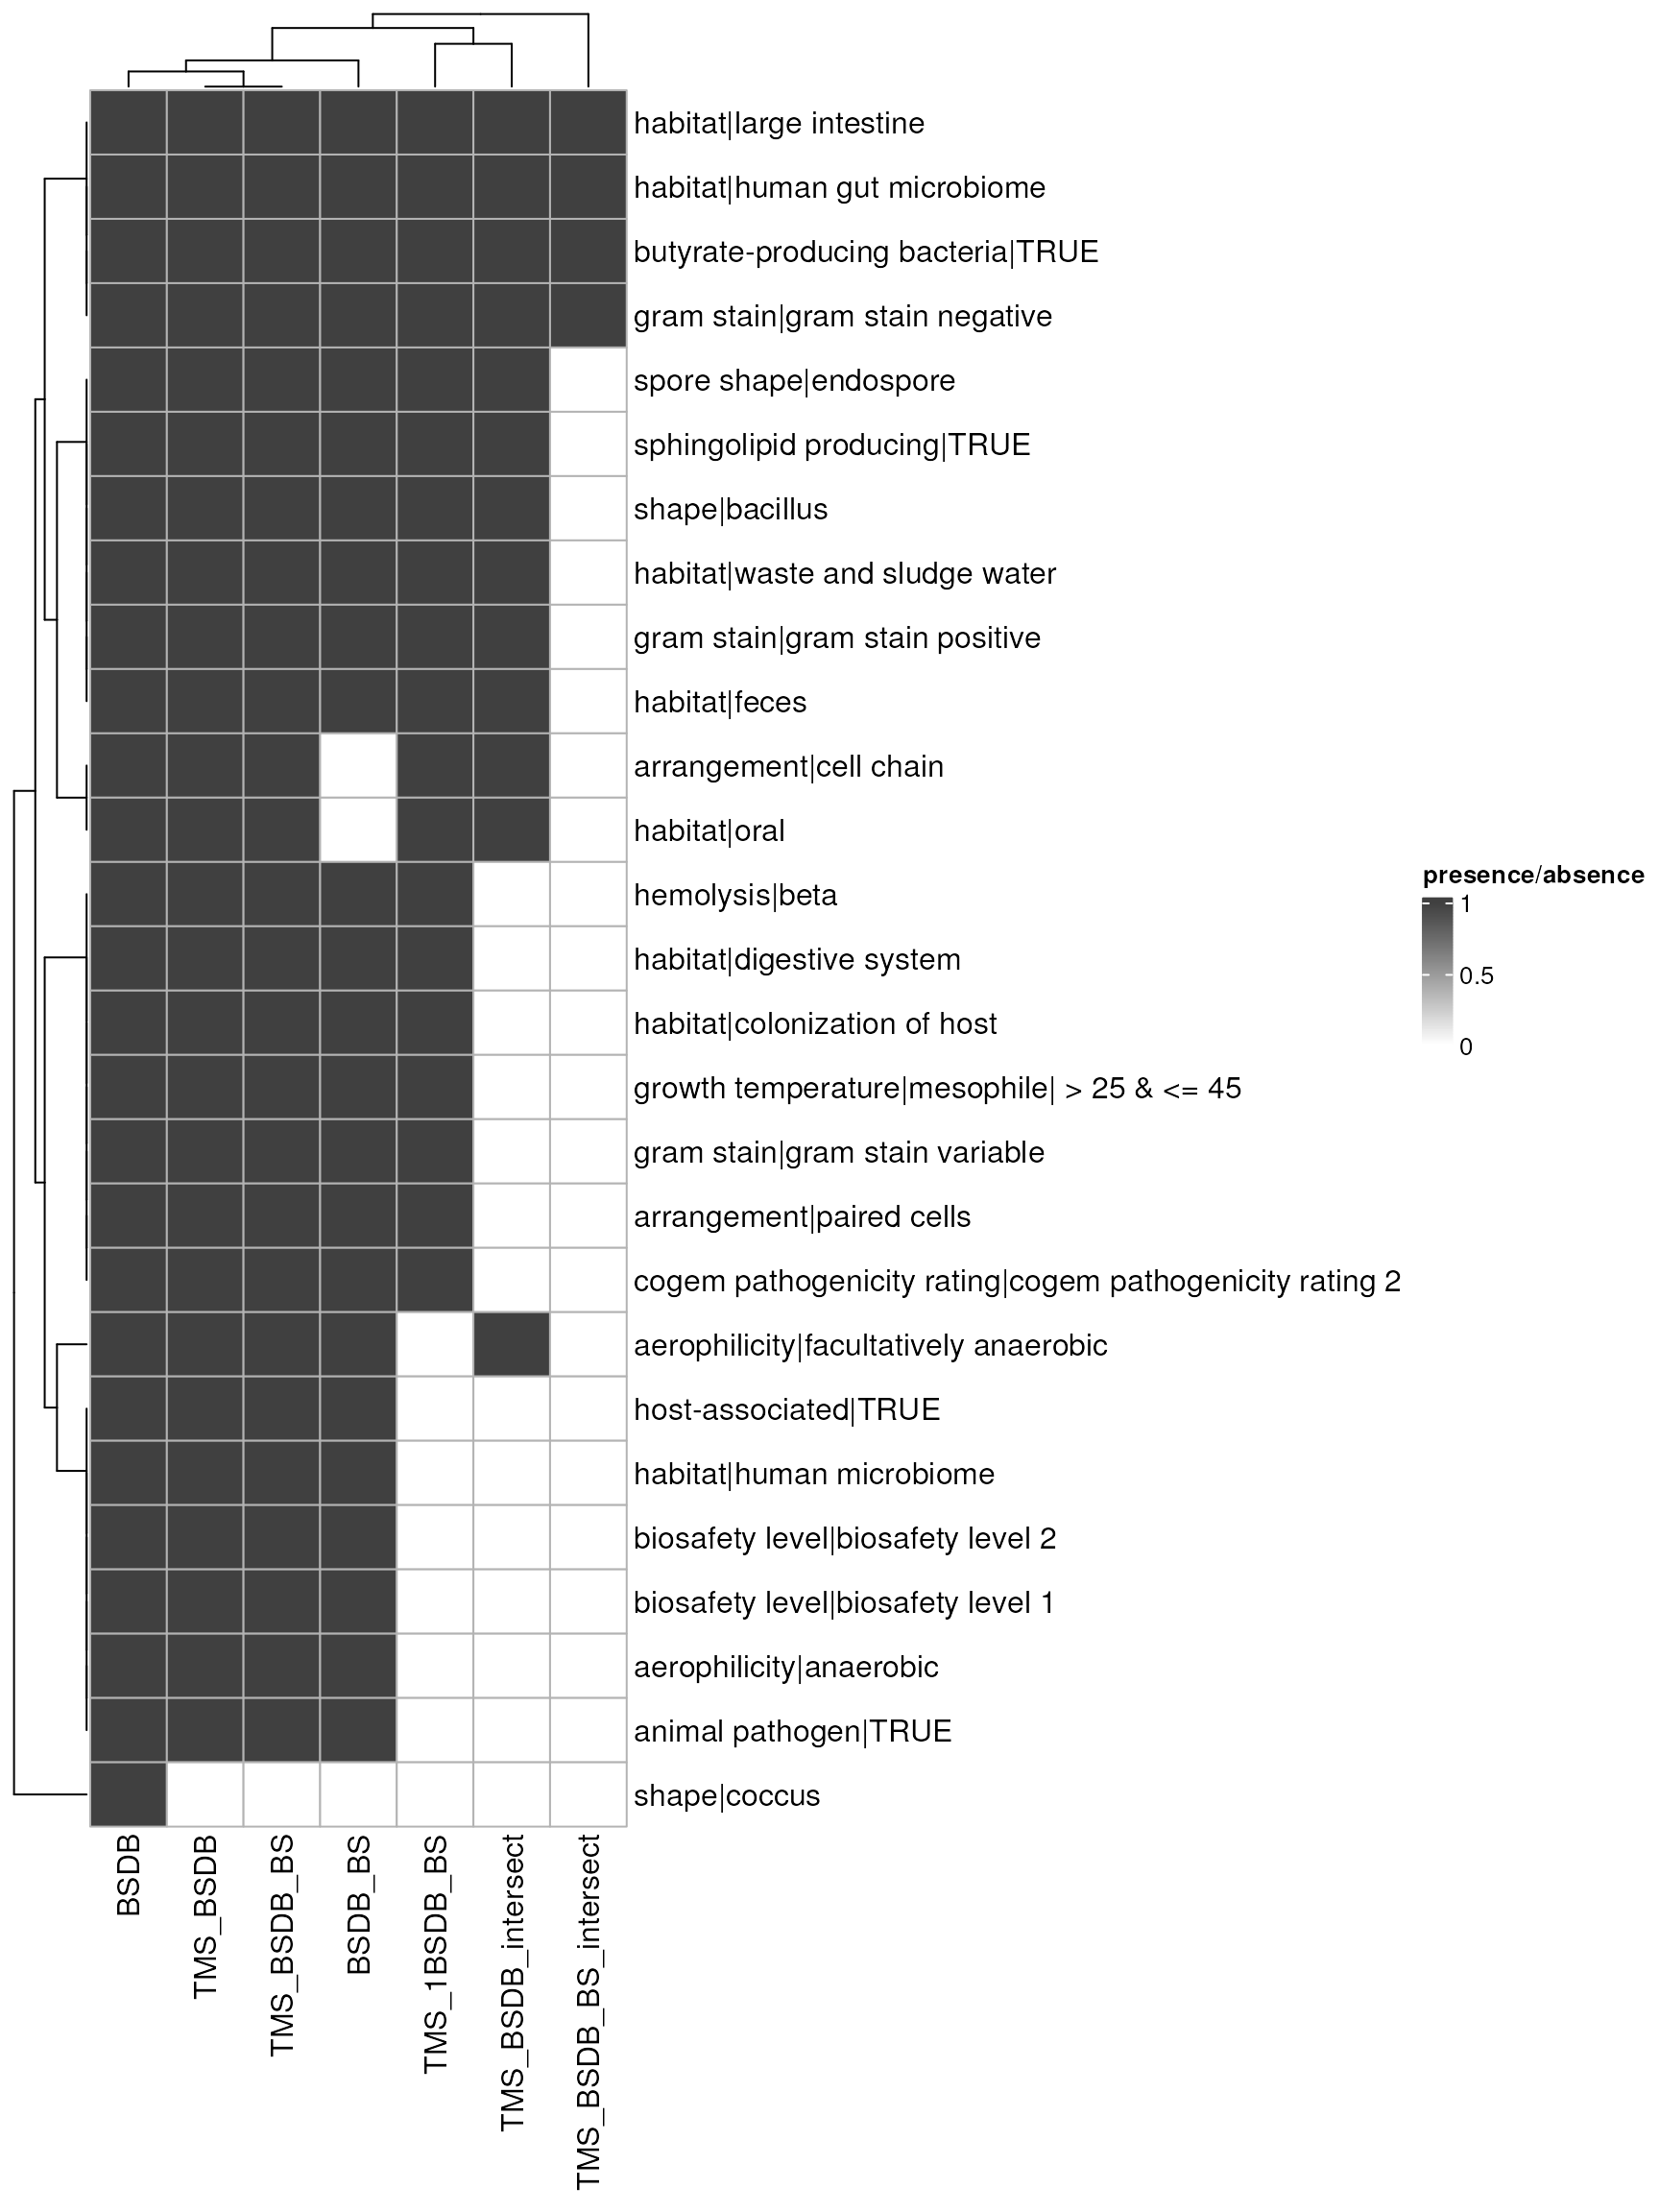 habitat|large intestine
habitat|human gut microbiome
butyrate-producing bacteria|TRUE
gram stain|gram stain negative
spore shape|endospore
sphingolipid producing|TRUE
shape|bacillus
habitat|waste and sludge water
gram stain|gram stain positive
habitat|feces
arrangement|cell chain
habitat|oral
hemolysis|beta
habitat|digestive system
habitat|colonization of host
growth temperature|mesophile| > 25 & <= 45
gram stain|gram stain variable
arrangement|paired cells
cogem pathogenicity rating|cogem pathogenicity rating 2
aerophilicity|facultatively anaerobic
host-associated|TRUE
habitat|human microbiome
biosafety level|biosafety level 2
biosafety level|biosafety level 1
aerophilicity|anaerobic
animal pathogen|TRUE
shape|coccus
BSDB
TMS_BSDB
TMS_BSDB_BS
BSDB_BS
TMS_1BSDB_BS
TMS_BSDB_intersect
TMS_BSDB_BS_intersect
presence/absence
1
0.5
0